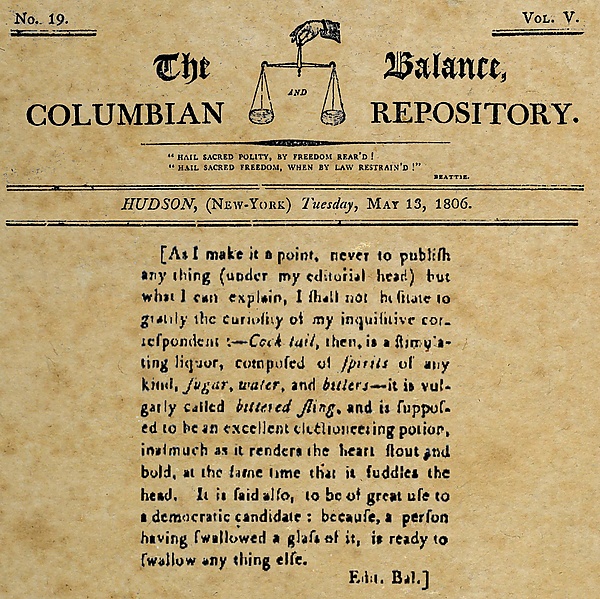 No. 19.
Vol. V.
The Balance,
AND
COLUMBIAN REPOSITORY.
"HAIL SACRED POLITY, BY FREEDOM REAR'D!
"HAIL SACRED FREEDOM, WHEN BY LAW RESTRAIN'D!"
BEATTIE.
HUDSON, (NEW-YORK) Tuesday, MAY 13, 1806.
[As I make it a point, never to publiſh
any thing (under my editorial head) but
what I can explain, I ſhall not heſitate to
gratify the curioſity of my inquiſitive cor-
reſpondent :—Cock tail, then, is a ſtimula-
ting liquor, compoſed of ſpirits of any
kind, ſugar, water, and bitters—it is vul-
garly called bittered ſling, and is ſuppoſ-
ed to be an excellent electioneering potion,
inaſmuch as it renders the heart ſtout and
bold, at the ſame time that it fuddles the
head. It is ſaid alſo, to be of great uſe to
a democratic candidate : becauſe, a perſon
having ſwallowed a glaſs of it, is ready to
ſwallow any thing elſe.
Edit. Bal.]